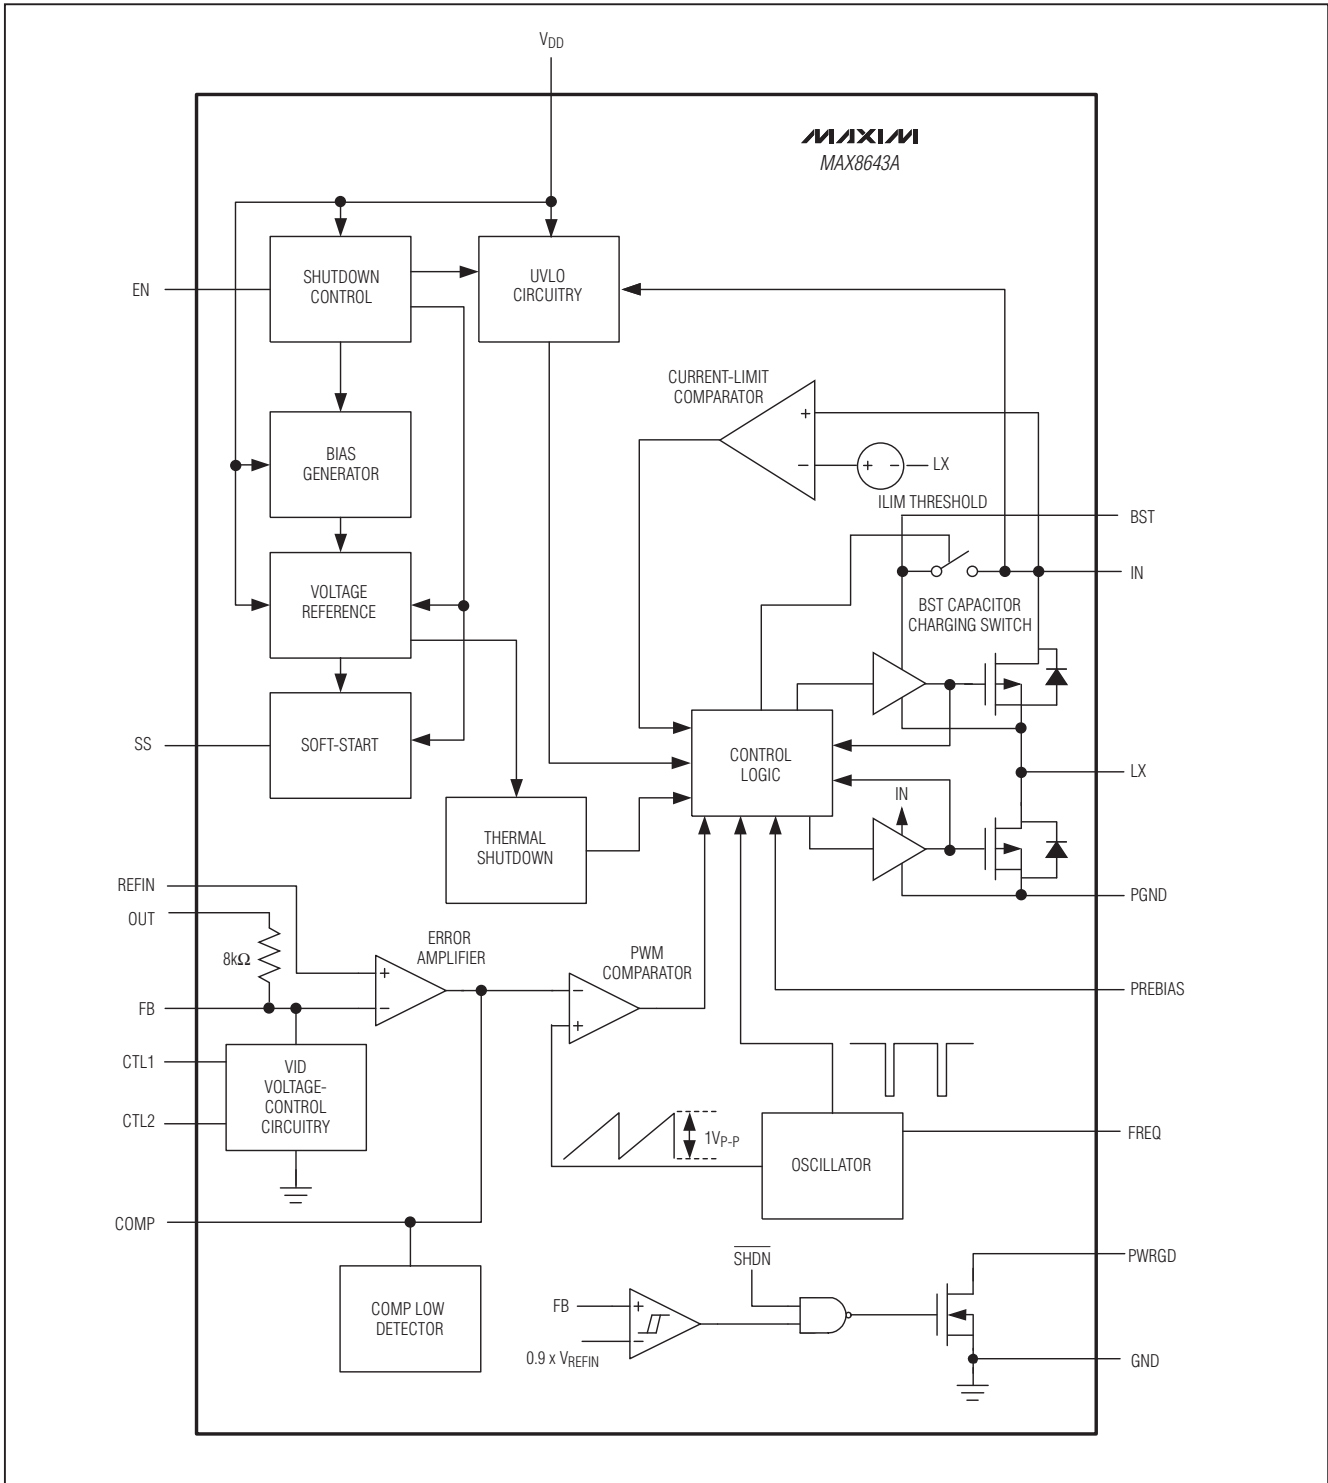 VDD
MAXIM
MAX8643A
EN
SHUTDOWN
CONTROL
UVLO
CIRCUITRY
CURRENT-LIMIT
COMPARATOR
+
−
+ −
LX
ILIM THRESHOLD
BIAS
GENERATOR
BST
IN
VOLTAGE
REFERENCE
BST CAPACITOR
CHARGING SWITCH
SS
SOFT-START
CONTROL
LOGIC
LX
IN
THERMAL
SHUTDOWN
REFIN
OUT
8kΩ
ERROR
AMPLIFIER
+
−
PWM
COMPARATOR
−
+
PGND
FB
PREBIAS
CTL1
CTL2
VID
VOLTAGE-
CONTROL
CIRCUITRY
1VP-P
OSCILLATOR
FREQ
COMP
COMP LOW
DETECTOR
SHDN
FB
+
−
0.9 x VREFIN
PWRGD
GND